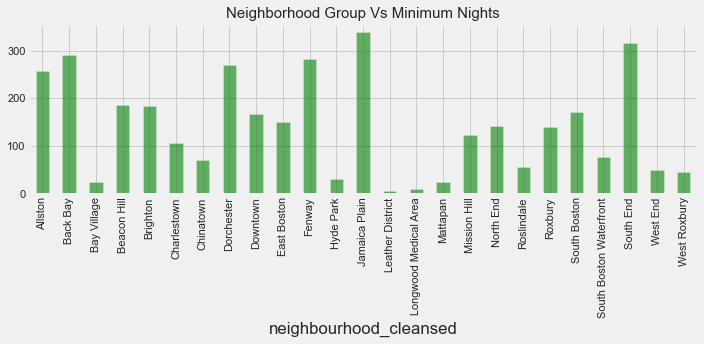 Neighborhood Group Vs Minimum Nights
300
200
100
0
Allston
Back Bay
Bay Village
Beacon Hill
Brighton
Charlestown
Chinatown
Dorchester
Downtown
East Boston
Fenway
Hyde Park
Jamaica Plain
Leather District
Longwood Medical Area
Mattapan
Mission Hill
North End
Roslindale
Roxbury
South Boston
South Boston Waterfront
South End
West End
West Roxbury
neighbourhood_cleansed